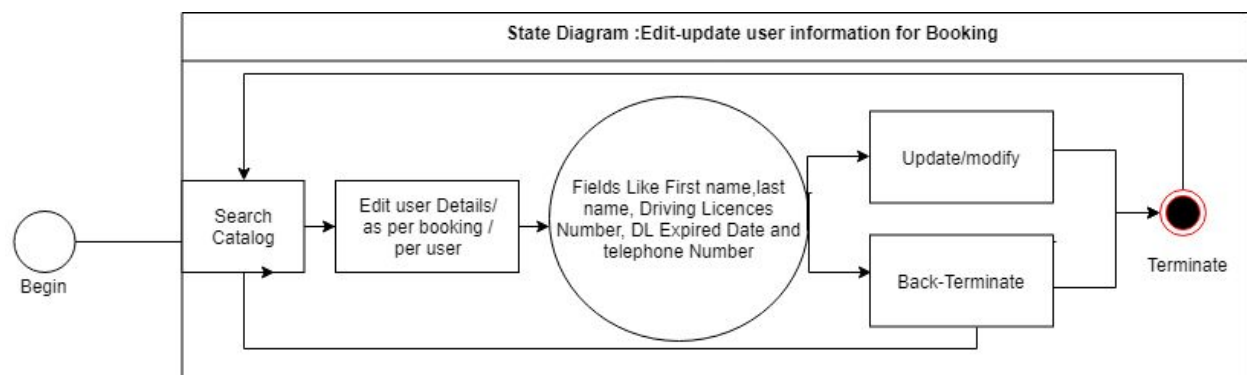 State Diagram :Edit-update user information for Booking
Begin
Search
Catalog
Edit user Details/
as per booking /
per user
Fields Like First name,last
name, Driving Licences
Number, DL Expired Date and
telephone Number
Update/modify
Back-Terminate
Terminate